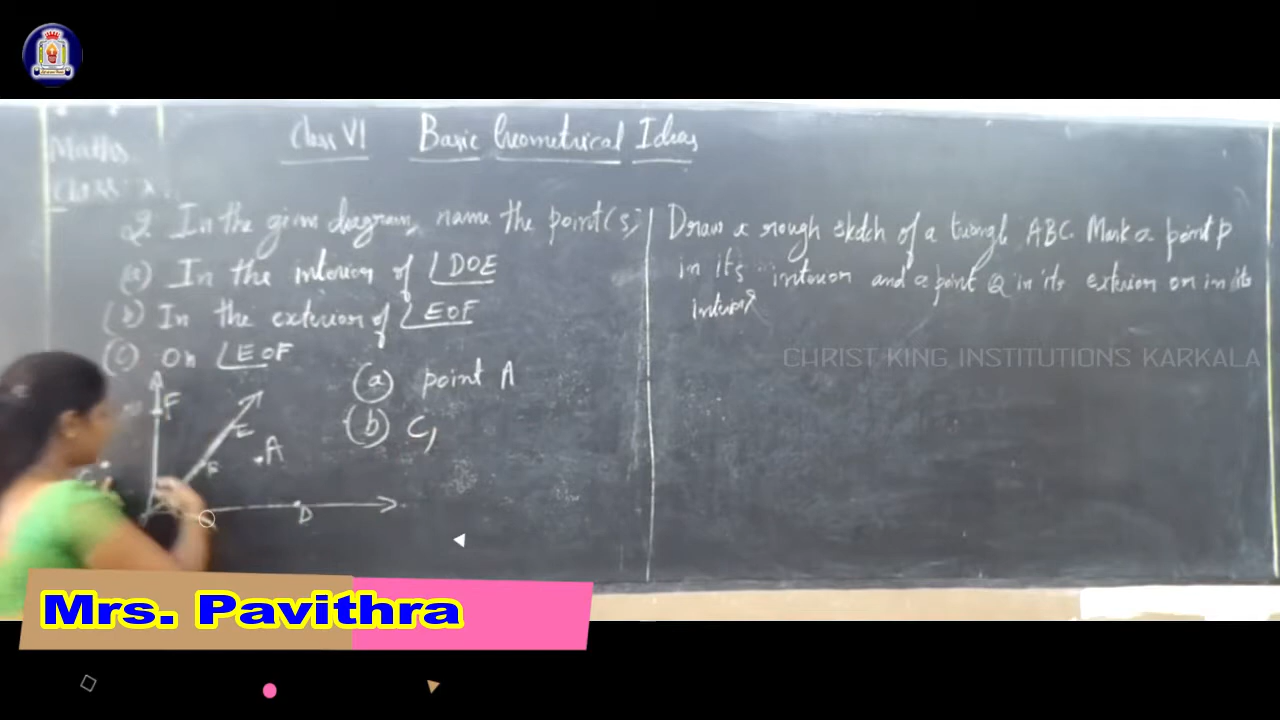 Maths
Class VI Basic Geometrical Ideas
Q. In the given diagram, name the point(s)
(a) In the interior of ∠DOE
(b) In the exterior of ∠EOF
(c) On ∠EOF
(a) point A
(b) C,
F
E
A
D
Draw a rough sketch of a triangle ABC. Mark a point P
in its interior and a point Q in its exterior or in its
interior?
CHRIST KING INSTITUTIONS KARKALA
Mrs. Pavithra